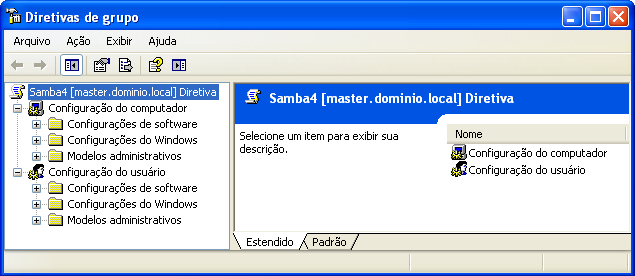 Diretivas de grupo
Arquivo Ação Exibir Ajuda
Samba4 [master.dominio.local] Diretiva
Configuração do computador
Configurações de software
Configurações do Windows
Modelos administrativos
Configuração do usuário
Configurações de software
Configurações do Windows
Modelos administrativos
Samba4 [master.dominio.local] Diretiva
Selecione um item para exibir sua
descrição.
Nome
Configuração do computador
Configuração do usuário
Estendido Padrão